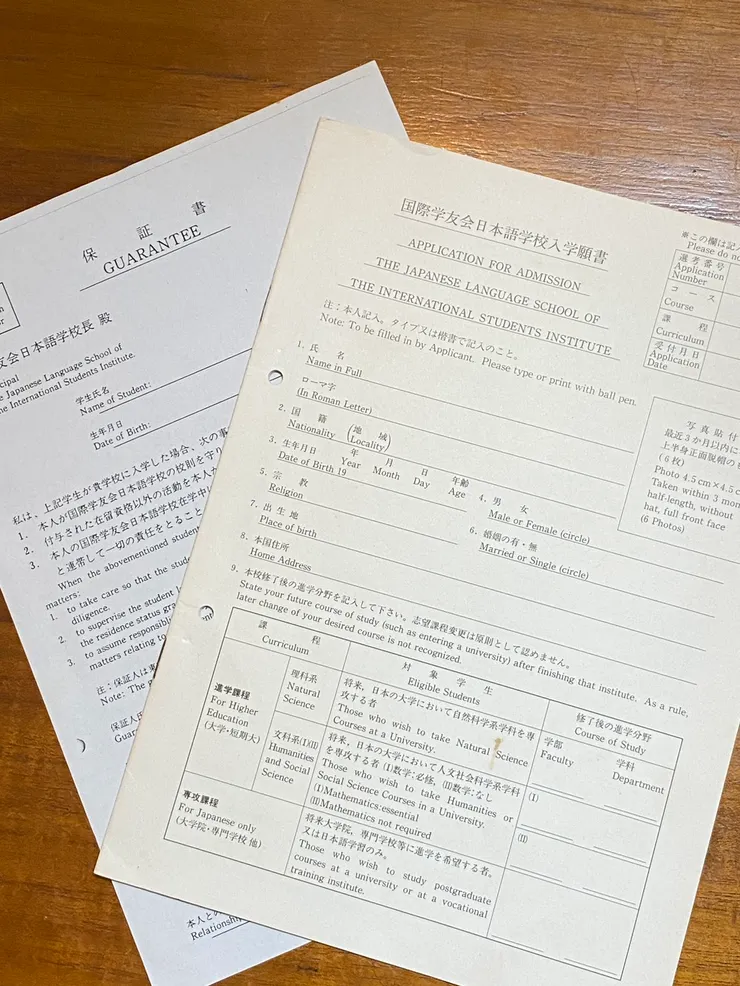 保 証 書
GUARANTEE
友会日本語学校長 殿
Japanese Language School of
International Students Institute.
学生氏名
Name of Student:
生年月日
Date of Birth:
私は、上記学生が貴学校に入学した場合、次の事
1. 本人が国際学友会日本語学校の校則を守り
2. 付与された在留資格以外の活動を本人が
3. 本人の国際学友会日本語学校在学中
と連帯して一切の責任をとること
When the abovementioned student
matters:
1. to take care so that the stude
diligence.
2. to supervise the student
the residence status gra
3. to assume responsibl
matters relating to
注:保証人は東
Note: The g
保証人氏
Guar
本人と
Relationship
国際学友会日本語学校入学願書
APPLICATION FOR ADMISSION
THE JAPANESE LANGUAGE SCHOOL OF
THE INTERNATIONAL STUDENTS INSTITUTE
注:本人記入。タイプ又は楷書で記入のこと。
Note: To be filled in by Applicant. Please type or print with ball pen.
※この欄は記入
Please do no
選考番号
Application
Number
コース
Course
課 程
Curriculum
受付月日
Application
Date
1. 氏 名
Name in Full
ローマ字
(In Roman Letter)
2. 国 籍 (地 域)
Nationality (Locality)
3. 生年月日 年 月 日 年齢
Date of Birth 19 Year Month Day Age
4. 男 女
Male or Female (circle)
5. 宗 教
Religion
6. 婚姻の有・無
Married or Single (circle)
7. 出生地
Place of birth
8. 本国住所
Home Address
写真貼付
最近3か月以内に
上半身正面脱帽のも
(6枚)
Photo 4.5cm×4.5
Taken within 3 mon
half-length, without
hat, full front face
(6 Photos)
9. 本校修了後の進学分野を記入して下さい。志望課程変更は原則として認めません。
State your future course of study (such as entering a university) after finishing that institute. As a rule,
later change of your desired course is not recognized.
課 程
Curriculum
対 象 学 生
Eligible Students
修了後の進学分野
Course of Study
進学課程
For Higher
Education
(大学・短期大)
理科系
Natural
Science
将来、日本の大学において自然科学系学科を専
攻する者
Those who wish to take Natural Science
Courses at a University.
学部
Faculty
学科
Department
文科系(I)(II)
Humanities
and Social
Science
将来、日本の大学において人文社会科学系学科
を専攻する者 (I)数学:必修, (II)数学:なし
Those who wish to take Humanities or
Social Science Courses in a University.
(I)Mathematics:essential
(II)Mathematics not required
(I)
(II)
専攻課程
For Japanese only
(大学院・専門学校 他)
将来大学院, 専門学校等に進学を希望する者。
又は日本語学習のみ。
Those who wish to study postgraduate
courses at a university or at a vocational
training institute.